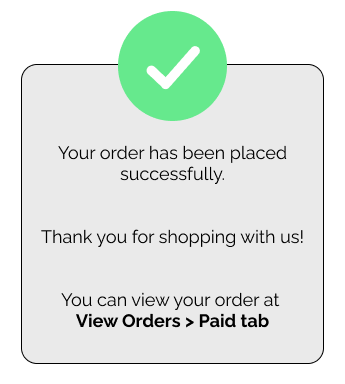 Your order has been placed
successfully.
Thank you for shopping with us!
You can view your order at
View Orders > Paid tab